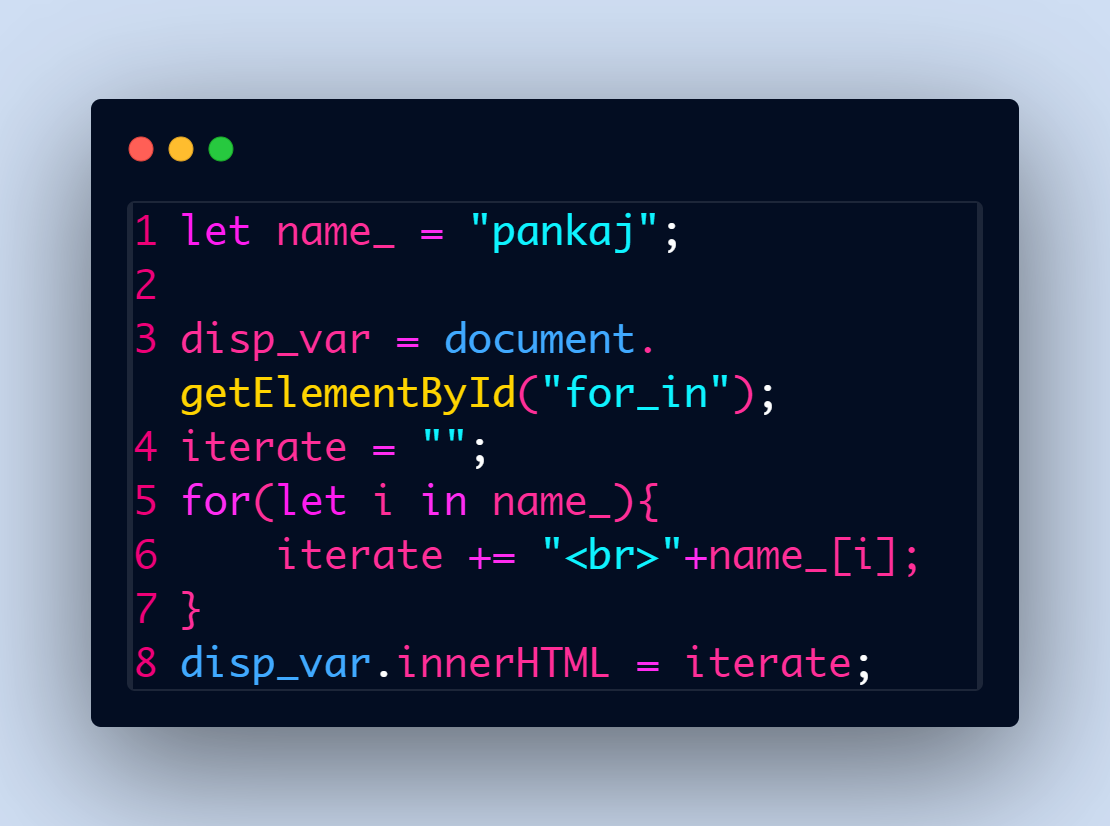 1 let name_ = "pankaj";
2
3 disp_var = document.
getElementById("for_in");
4 iterate = "";
5 for(let i in name_){
6     iterate += "<br>"+name_[i];
7 }
8 disp_var.innerHTML = iterate;